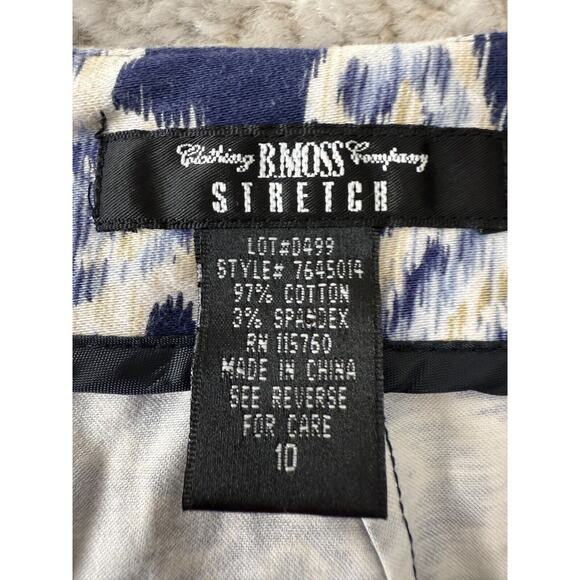 Clothing B.MOSS Company
STRETCH
LOT#D499
STYLE# 7645014
97% COTTON
3% SPANDEX
RN 115760
MADE IN CHINA
SEE REVERSE
FOR CARE
10